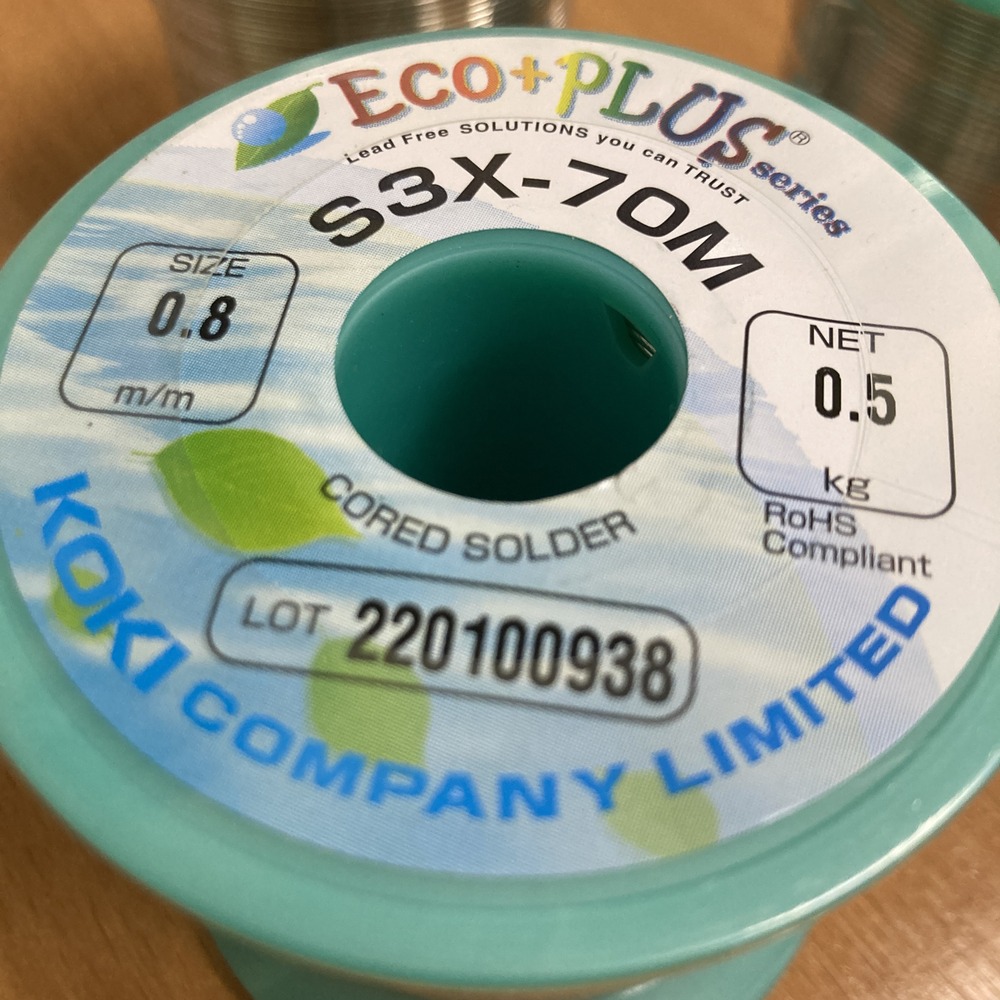 Eco+PLUS® series
Lead Free SOLUTIONS you can TRUST
S3X-70M
SIZE
0.8
m/m
NET
0.5
kg
RoHS
Compliant
CORED SOLDER
LOT 220100938
KOKI COMPANY LIMITED